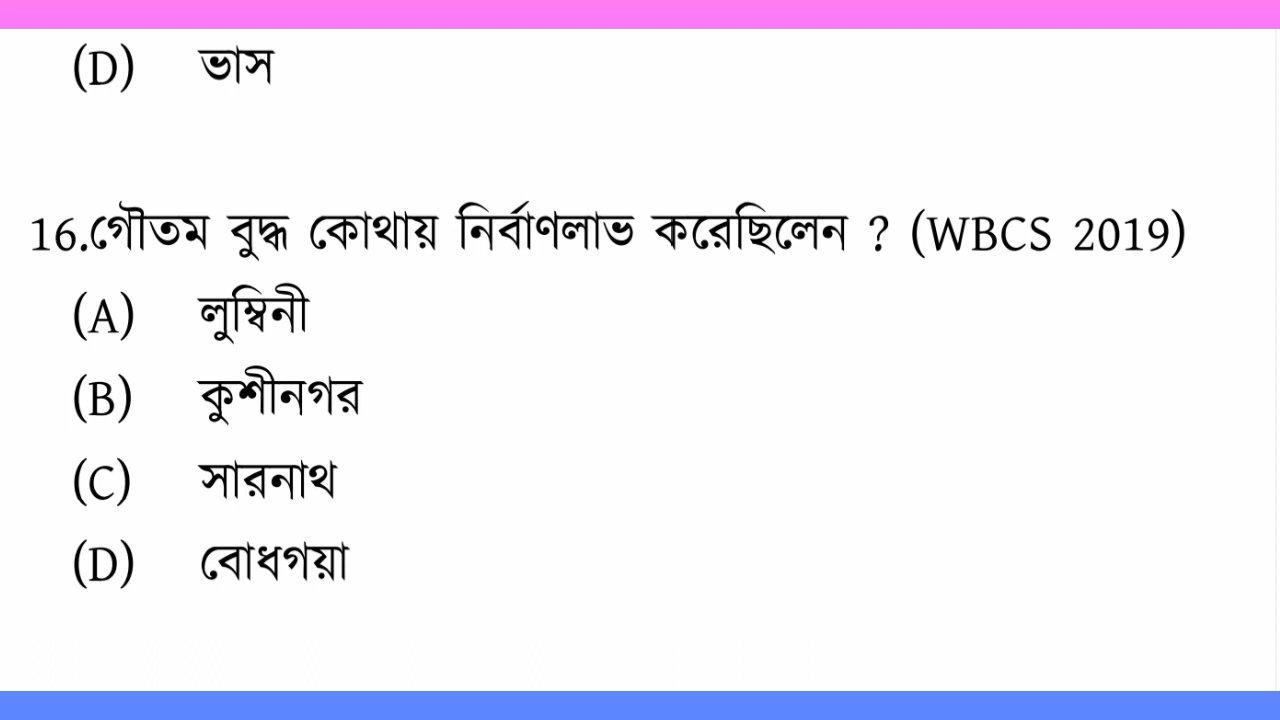 (D) ভাস
16.গৌতম বুদ্ধ কোথায় নির্বাণলাভ করেছিলেন ? (WBCS 2019)
(A) লুম্বিনী
(B) কুশীনগর
(C) সারনাথ
(D) বোধগয়া